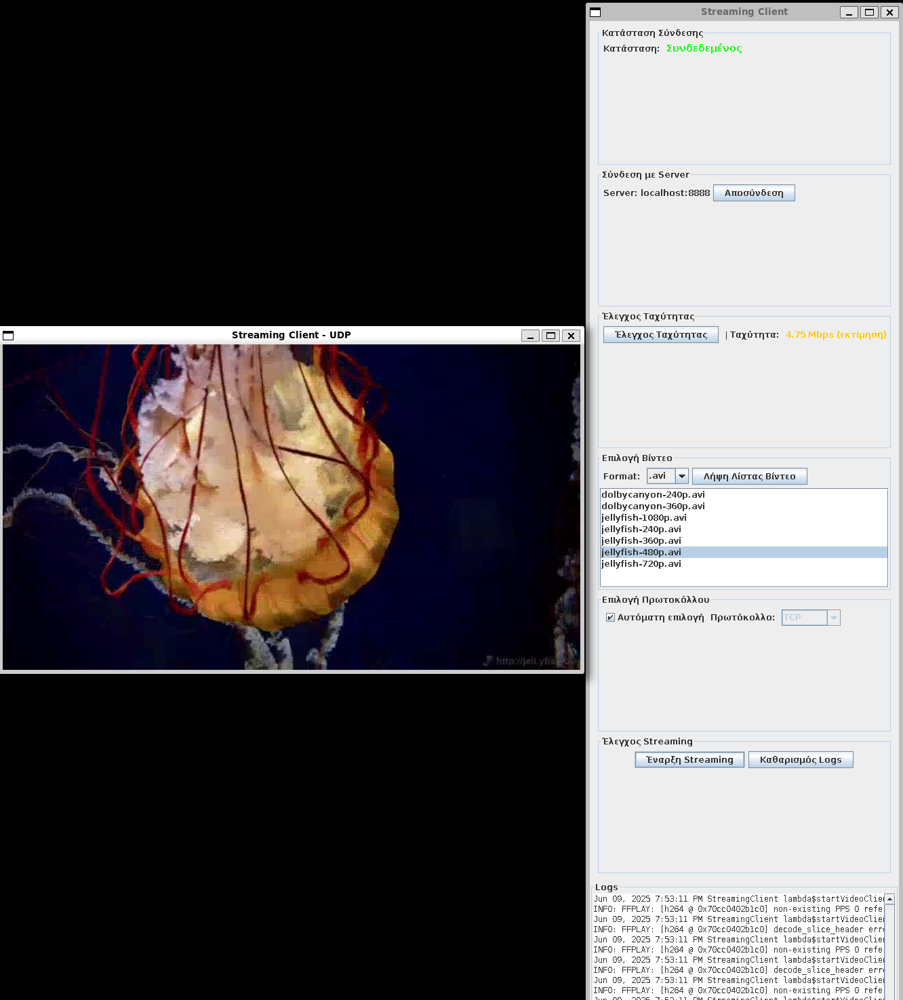 Streaming Client
Κατάσταση Σύνδεσης
Κατάσταση: Συνδεδεμένος
Σύνδεση με Server
Server: localhost:8888 Αποσύνδεση
Έλεγχος Ταχύτητας
Έλεγχος Ταχύτητας | Ταχύτητα: 4.75 Mbps (εκτίμηση)
Streaming Client - UDP
http://jell.yfis
Επιλογή Βίντεο
Format: .avi Λήψη Λίστας Βίντεο
dolbycanyon-240p.avi
dolbycanyon-360p.avi
jellyfish-1080p.avi
jellyfish-240p.avi
jellyfish-360p.avi
jellyfish-480p.avi
jellyfish-720p.avi
Επιλογή Πρωτοκόλλου
Αυτόματη επιλογή Πρωτόκολλο: TCP
Έλεγχος Streaming
Έναρξη Streaming Καθαρισμός Logs
Logs
Jun 09, 2025 7:53:11 PM StreamingClient lambda$startVideoClie
INFO: FFPLAY: [h264 @ 0x70cc0402b1c0] non-existing PPS 0 refe
Jun 09, 2025 7:53:11 PM StreamingClient lambda$startVideoClie
INFO: FFPLAY: [h264 @ 0x70cc0402b1c0] decode_slice_header err
Jun 09, 2025 7:53:11 PM StreamingClient lambda$startVideoClie
INFO: FFPLAY: [h264 @ 0x70cc0402b1c0] non-existing PPS 0 refe
Jun 09, 2025 7:53:11 PM StreamingClient lambda$startVideoClie
INFO: FFPLAY: [h264 @ 0x70cc0402b1c0] decode_slice_header err
Jun 09, 2025 7:53:11 PM StreamingClient lambda$startVideoClie
INFO: FFPLAY: [h264 @ 0x70cc0402b1c0] non-existing PPS 0 refe